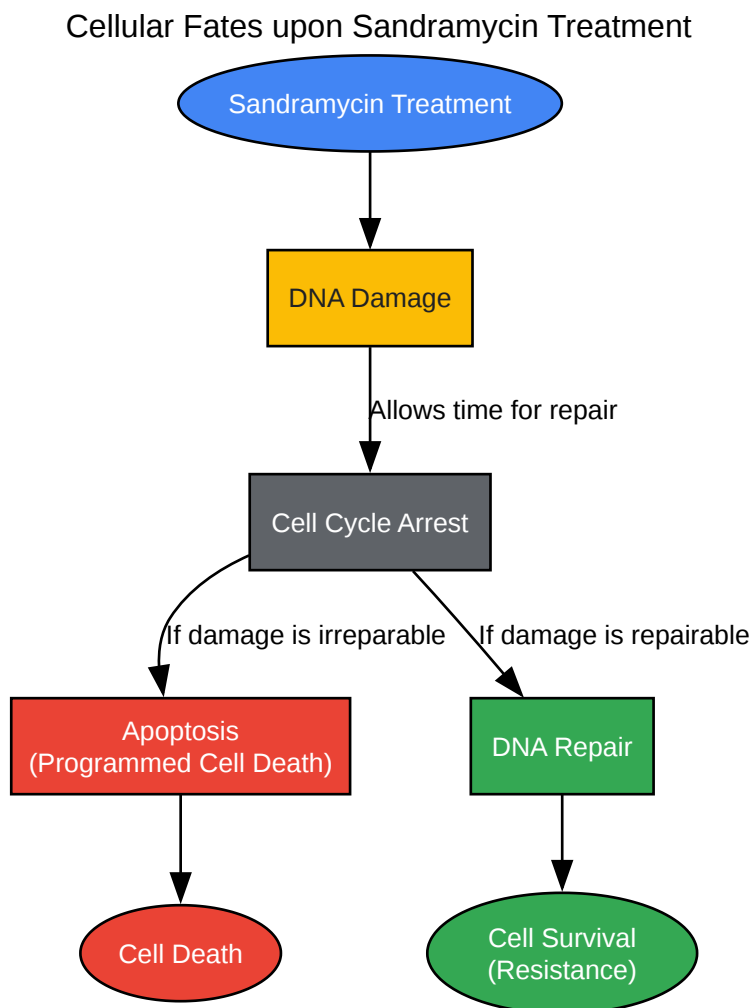 Cellular Fates upon Sandramycin Treatment
Sandramycin Treatment
DNA Damage
Allows time for repair
Cell Cycle Arrest
If damage is irreparable
If damage is repairable
Apoptosis
(Programmed Cell Death)
DNA Repair
Cell Death
Cell Survival
(Resistance)